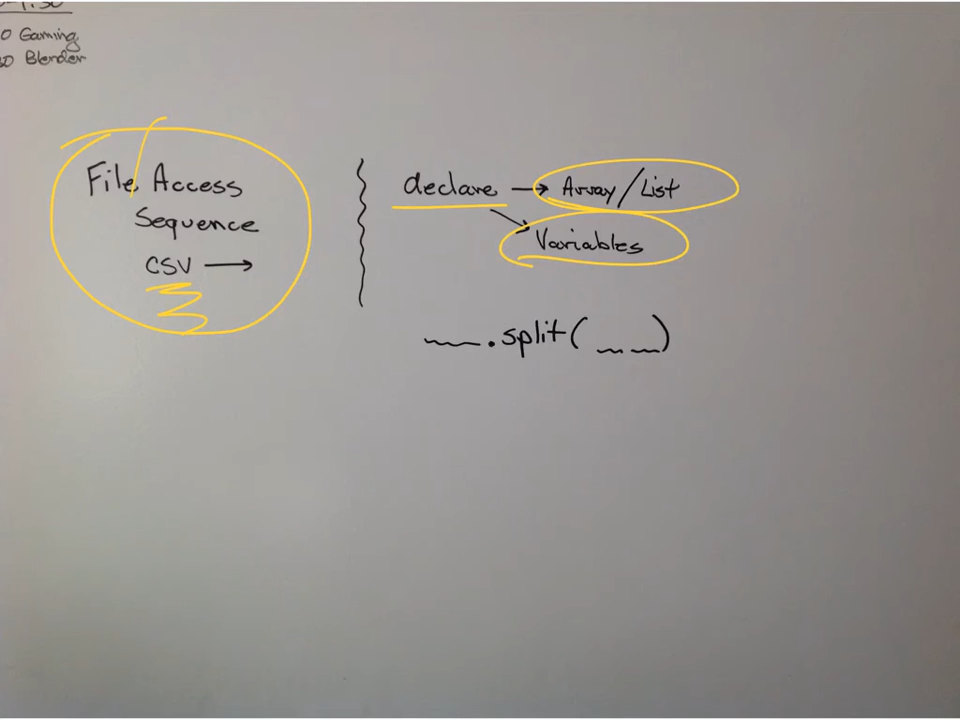 Gaming
Blender
File Access
Sequence
CSV →
declare → Array/List
Variables
.split( )